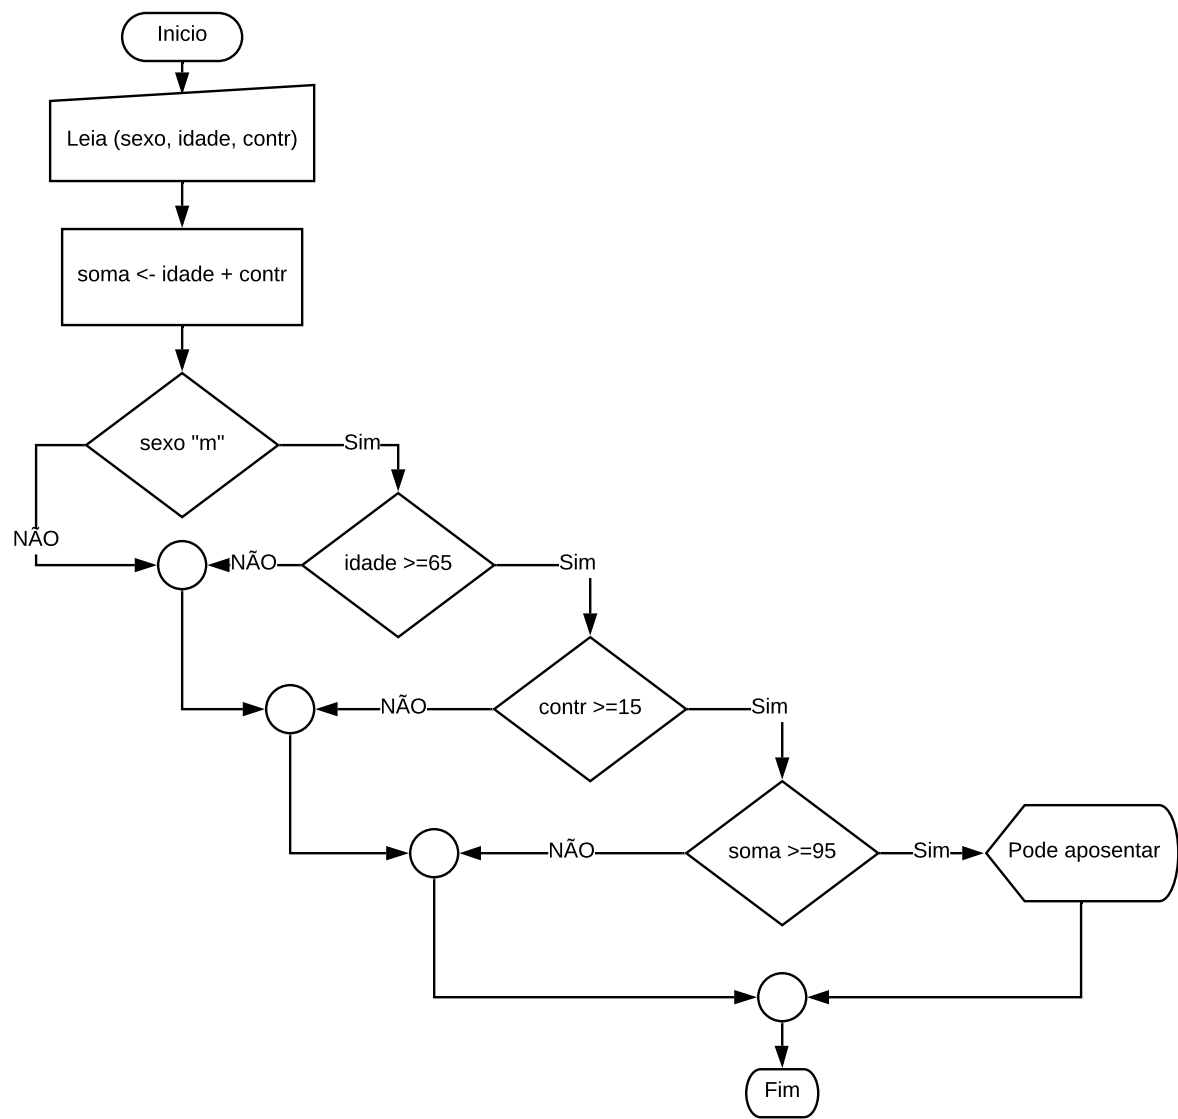 Inicio
Leia (sexo, idade, contr)
soma <- idade + contr
sexo "m"
Sim
NÃO
NÃO
idade >=65
Sim
NÃO
contr >=15
Sim
NÃO
soma >=95
Sim
Pode aposentar
Fim